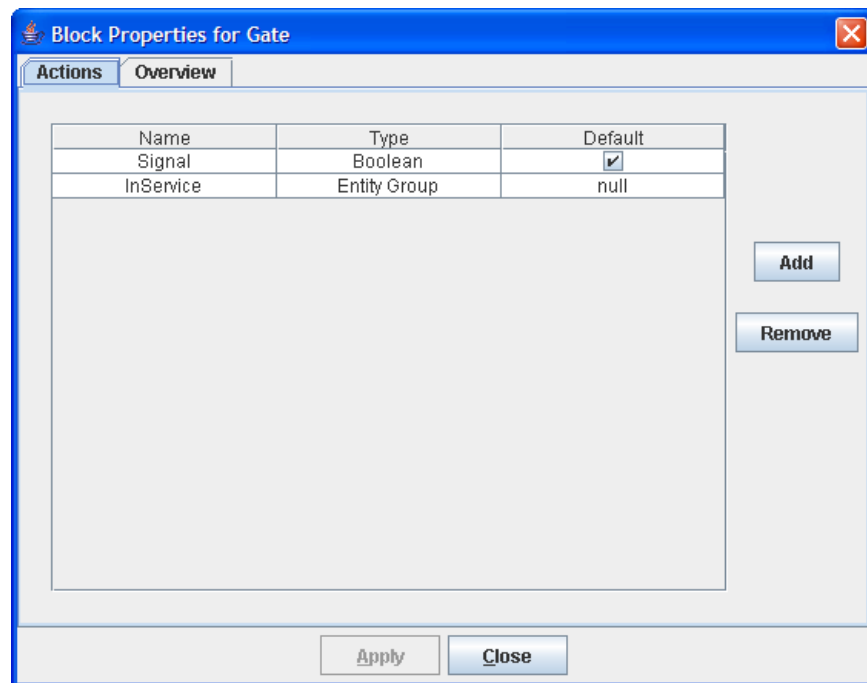 Block Properties for Gate
Actions Overview
Name Type Default
Signal Boolean
InService Entity Group null
Add
Remove
Apply Close